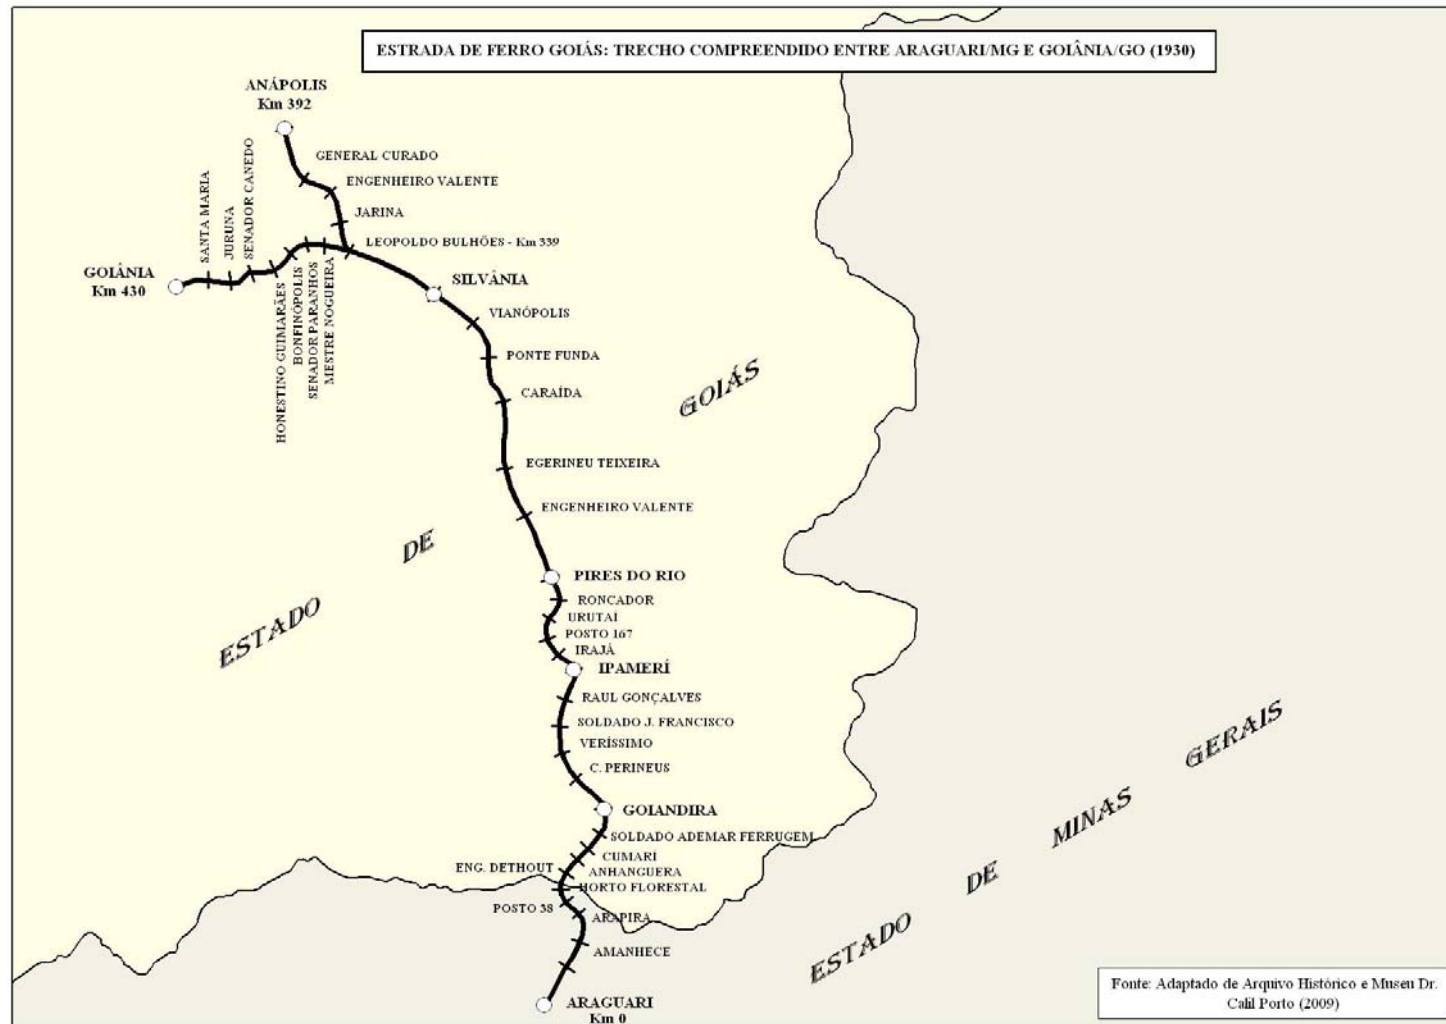 ESTRADA DE FERRO GOIÁS: TRECHO COMPREENDIDO ENTRE ARAGUARI/MG E GOIÂNIA/GO (1930)
ANÁPOLIS
Km 392
GENERAL CURADO
ENGENHEIRO VALENTE
JARINA
LEOPOLDO BULHÕES - Km 339
SANTA MARIA
JURUNA
SENADOR CANEDO
GOIÂNIA
Km 430
HONESTINO GUIMARÃES
BONFINÓPOLIS
SENADOR PARANHOS
MESTRE NOGUEIRA
SILVÂNIA
VIANÓPOLIS
PONTE FUNDA
CARAÍDA
EGERINEU TEIXEIRA
ENGENHEIRO VALENTE
PIRES DO RIO
RONCADOR
URUTAÍ
POSTO 167
IRAJÁ
IPAMERÍ
RAUL GONÇALVES
SOLDADO J. FRANCISCO
VERÍSSIMO
C. PERINEUS
GOIANDIRA
SOLDADO ADEMAR FERRUGEM
CUMARÍ
ENG. DETHOUT
ANHANGUERA
HORTO FLORESTAL
POSTO 38
ARAPIRA
AMANHECE
ARAGUARI
Km 0
ESTADO DE GOIÁS
ESTADO DE MINAS GERAIS
Fonte: Adaptado de Arquivo Histórico e Museu Dr.
Calil Porto (2009)